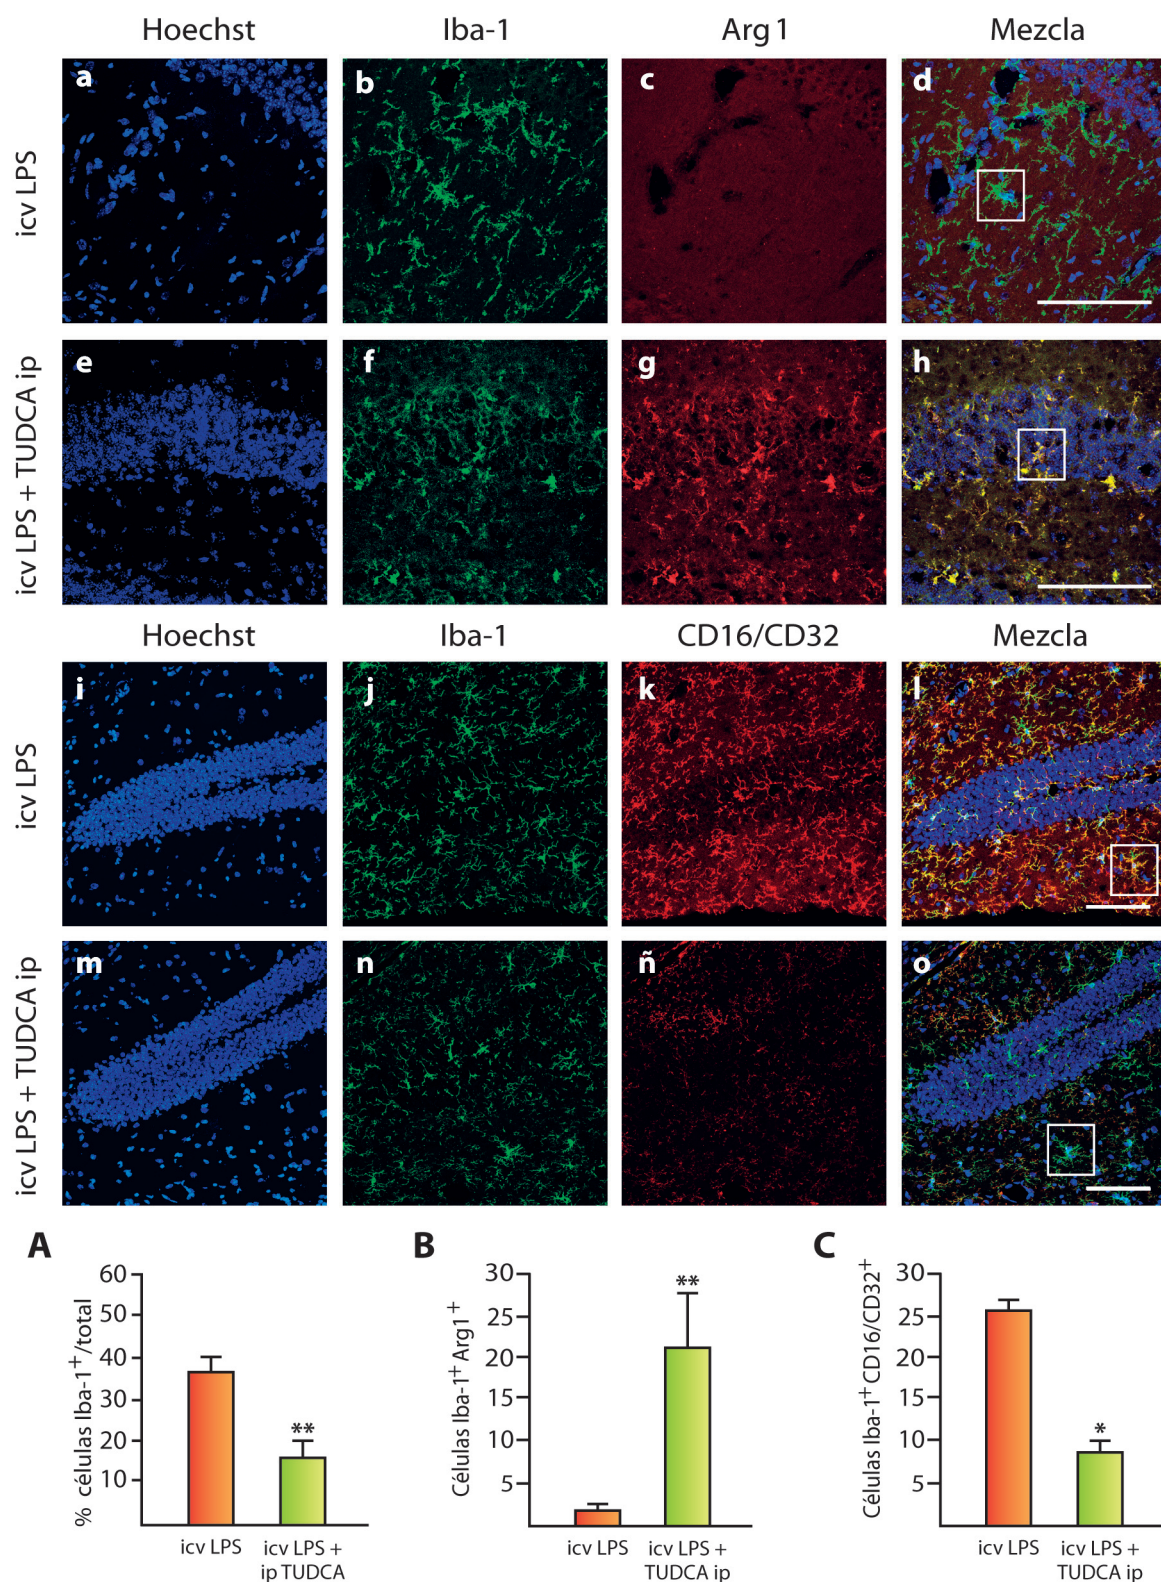 Hoechst Iba-1 Arg 1 Mezcla
icv LPS
a b c d
icv LPS + TUDCA ip
e f g h
Hoechst Iba-1 CD16/CD32 Mezcla
icv LPS
i j k l
icv LPS + TUDCA ip
m n ñ o
A
% células Iba-1+/total
60
50
40
30
20
10
**
icv LPS
icv LPS +
ip TUDCA
B
Células Iba-1+ Arg1+
30
25
20
15
10
5
**
icv LPS
icv LPS +
TUDCA ip
C
Células Iba-1+ CD16/CD32+
30
25
20
15
10
5
*
icv LPS
icv LPS +
TUDCA ip